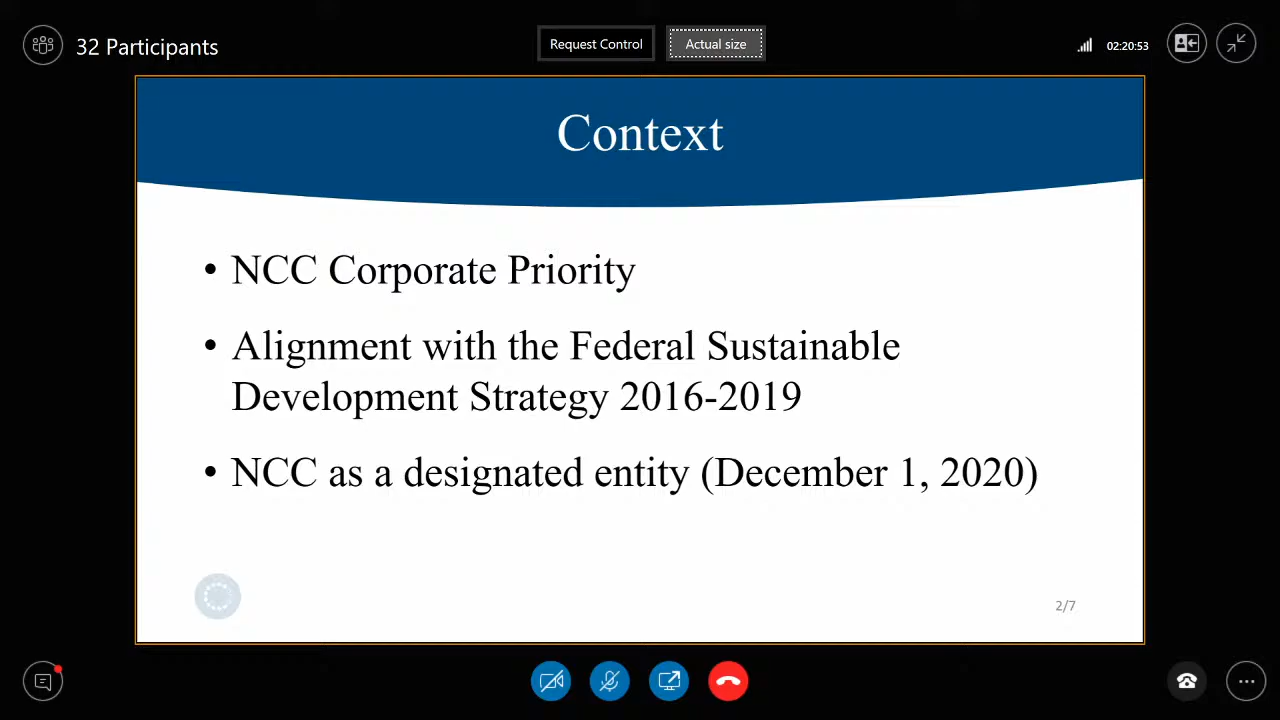 32 Participants
Request Control
Actual size
02:20:53
Context
• NCC Corporate Priority
• Alignment with the Federal Sustainable
Development Strategy 2016-2019
• NCC as a designated entity (December 1, 2020)
2/7